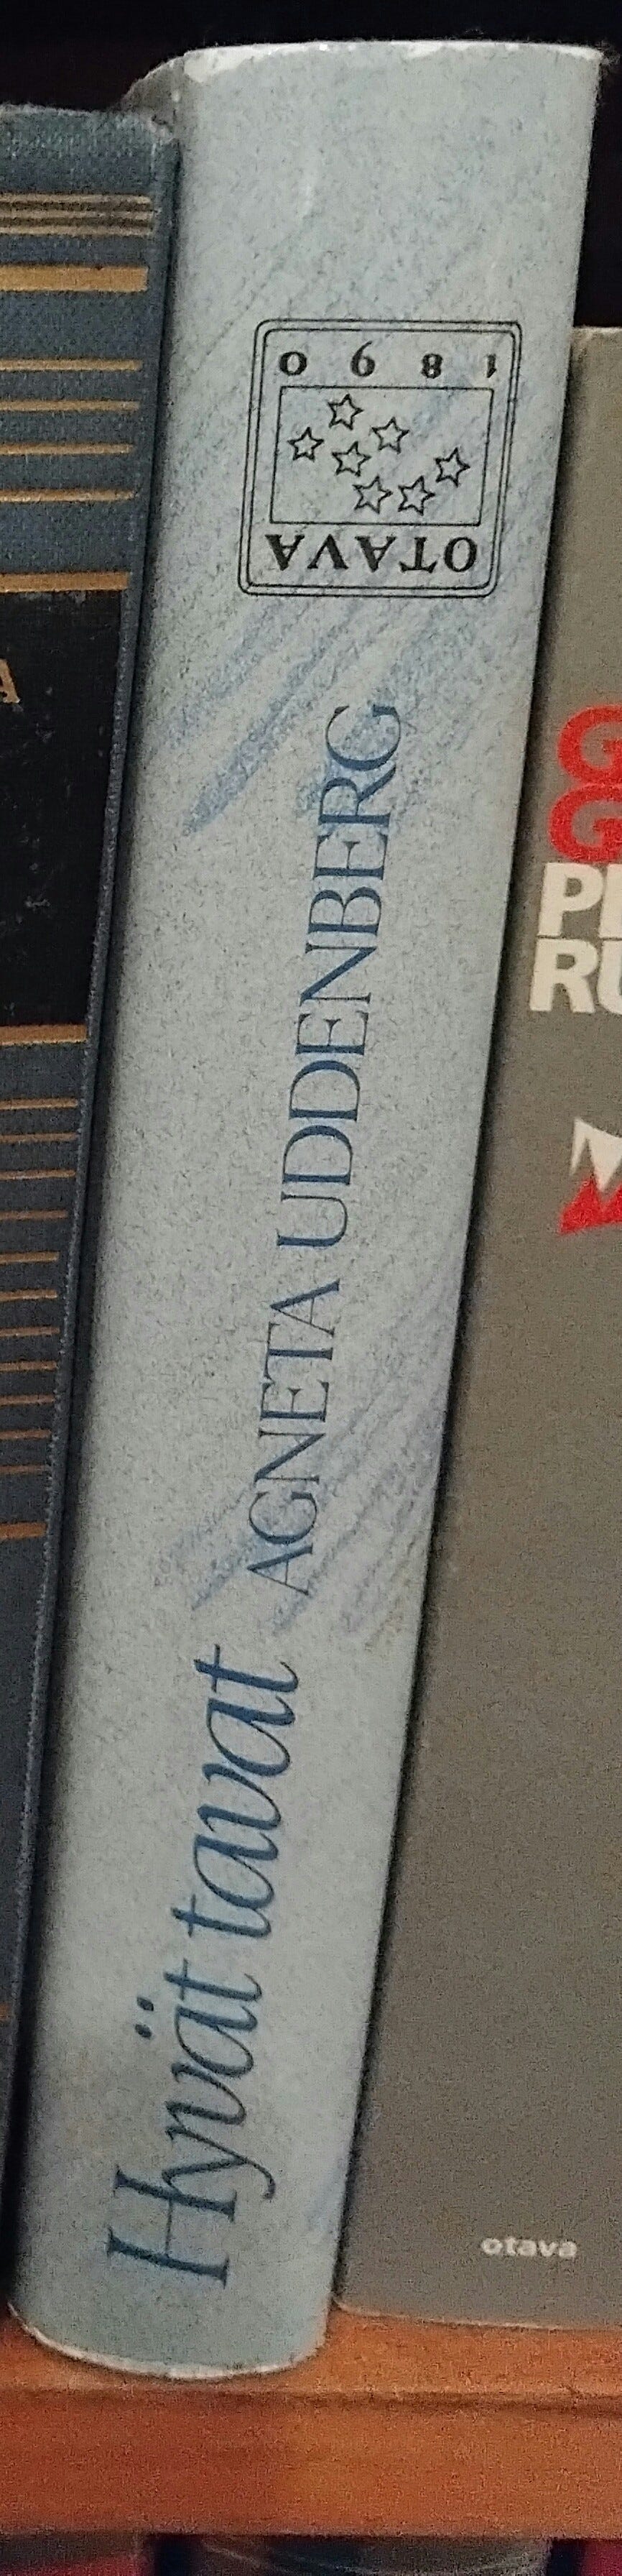 Hyvät tavat AGNETA UDDENBERG
OTAVA
1890
otava